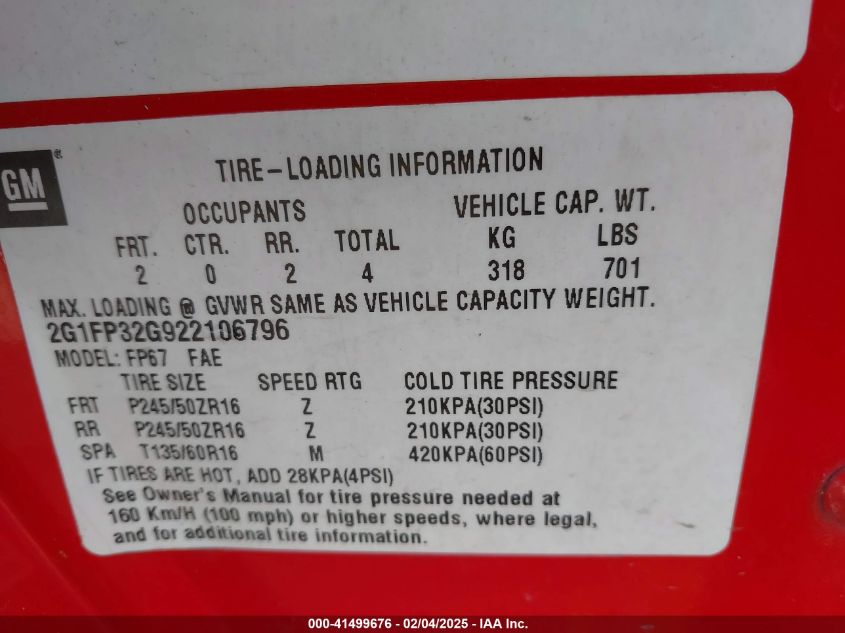 GM ®
TIRE-LOADING INFORMATION
OCCUPANTS VEHICLE CAP. WT.
FRT. CTR. RR. TOTAL KG LBS
2 0 2 4 318 701
MAX. LOADING @ GVWR SAME AS VEHICLE CAPACITY WEIGHT.
2G1FP32G922106796
MODEL: FP67 FAE
TIRE SIZE SPEED RTG COLD TIRE PRESSURE
FRT P245/50ZR16 Z 210KPA(30PSI)
RR P245/50ZR16 Z 210KPA(30PSI)
SPA T135/60R16 M 420KPA(60PSI)
IF TIRES ARE HOT, ADD 28KPA(4PSI)
See Owner's Manual for tire pressure needed at
160 Km/H (100 mph) or higher speeds, where legal,
and for additional tire information.
000-41499676 - 02/04/2025 - IAA Inc.